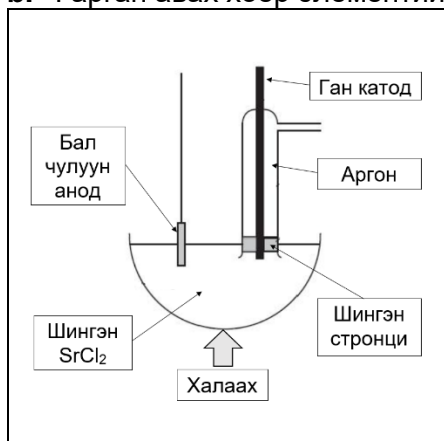 Ган катод
Бал
чулуун
анод
Аргон
Шингэн
SrCl₂
Шингэн
стронци
Халаах